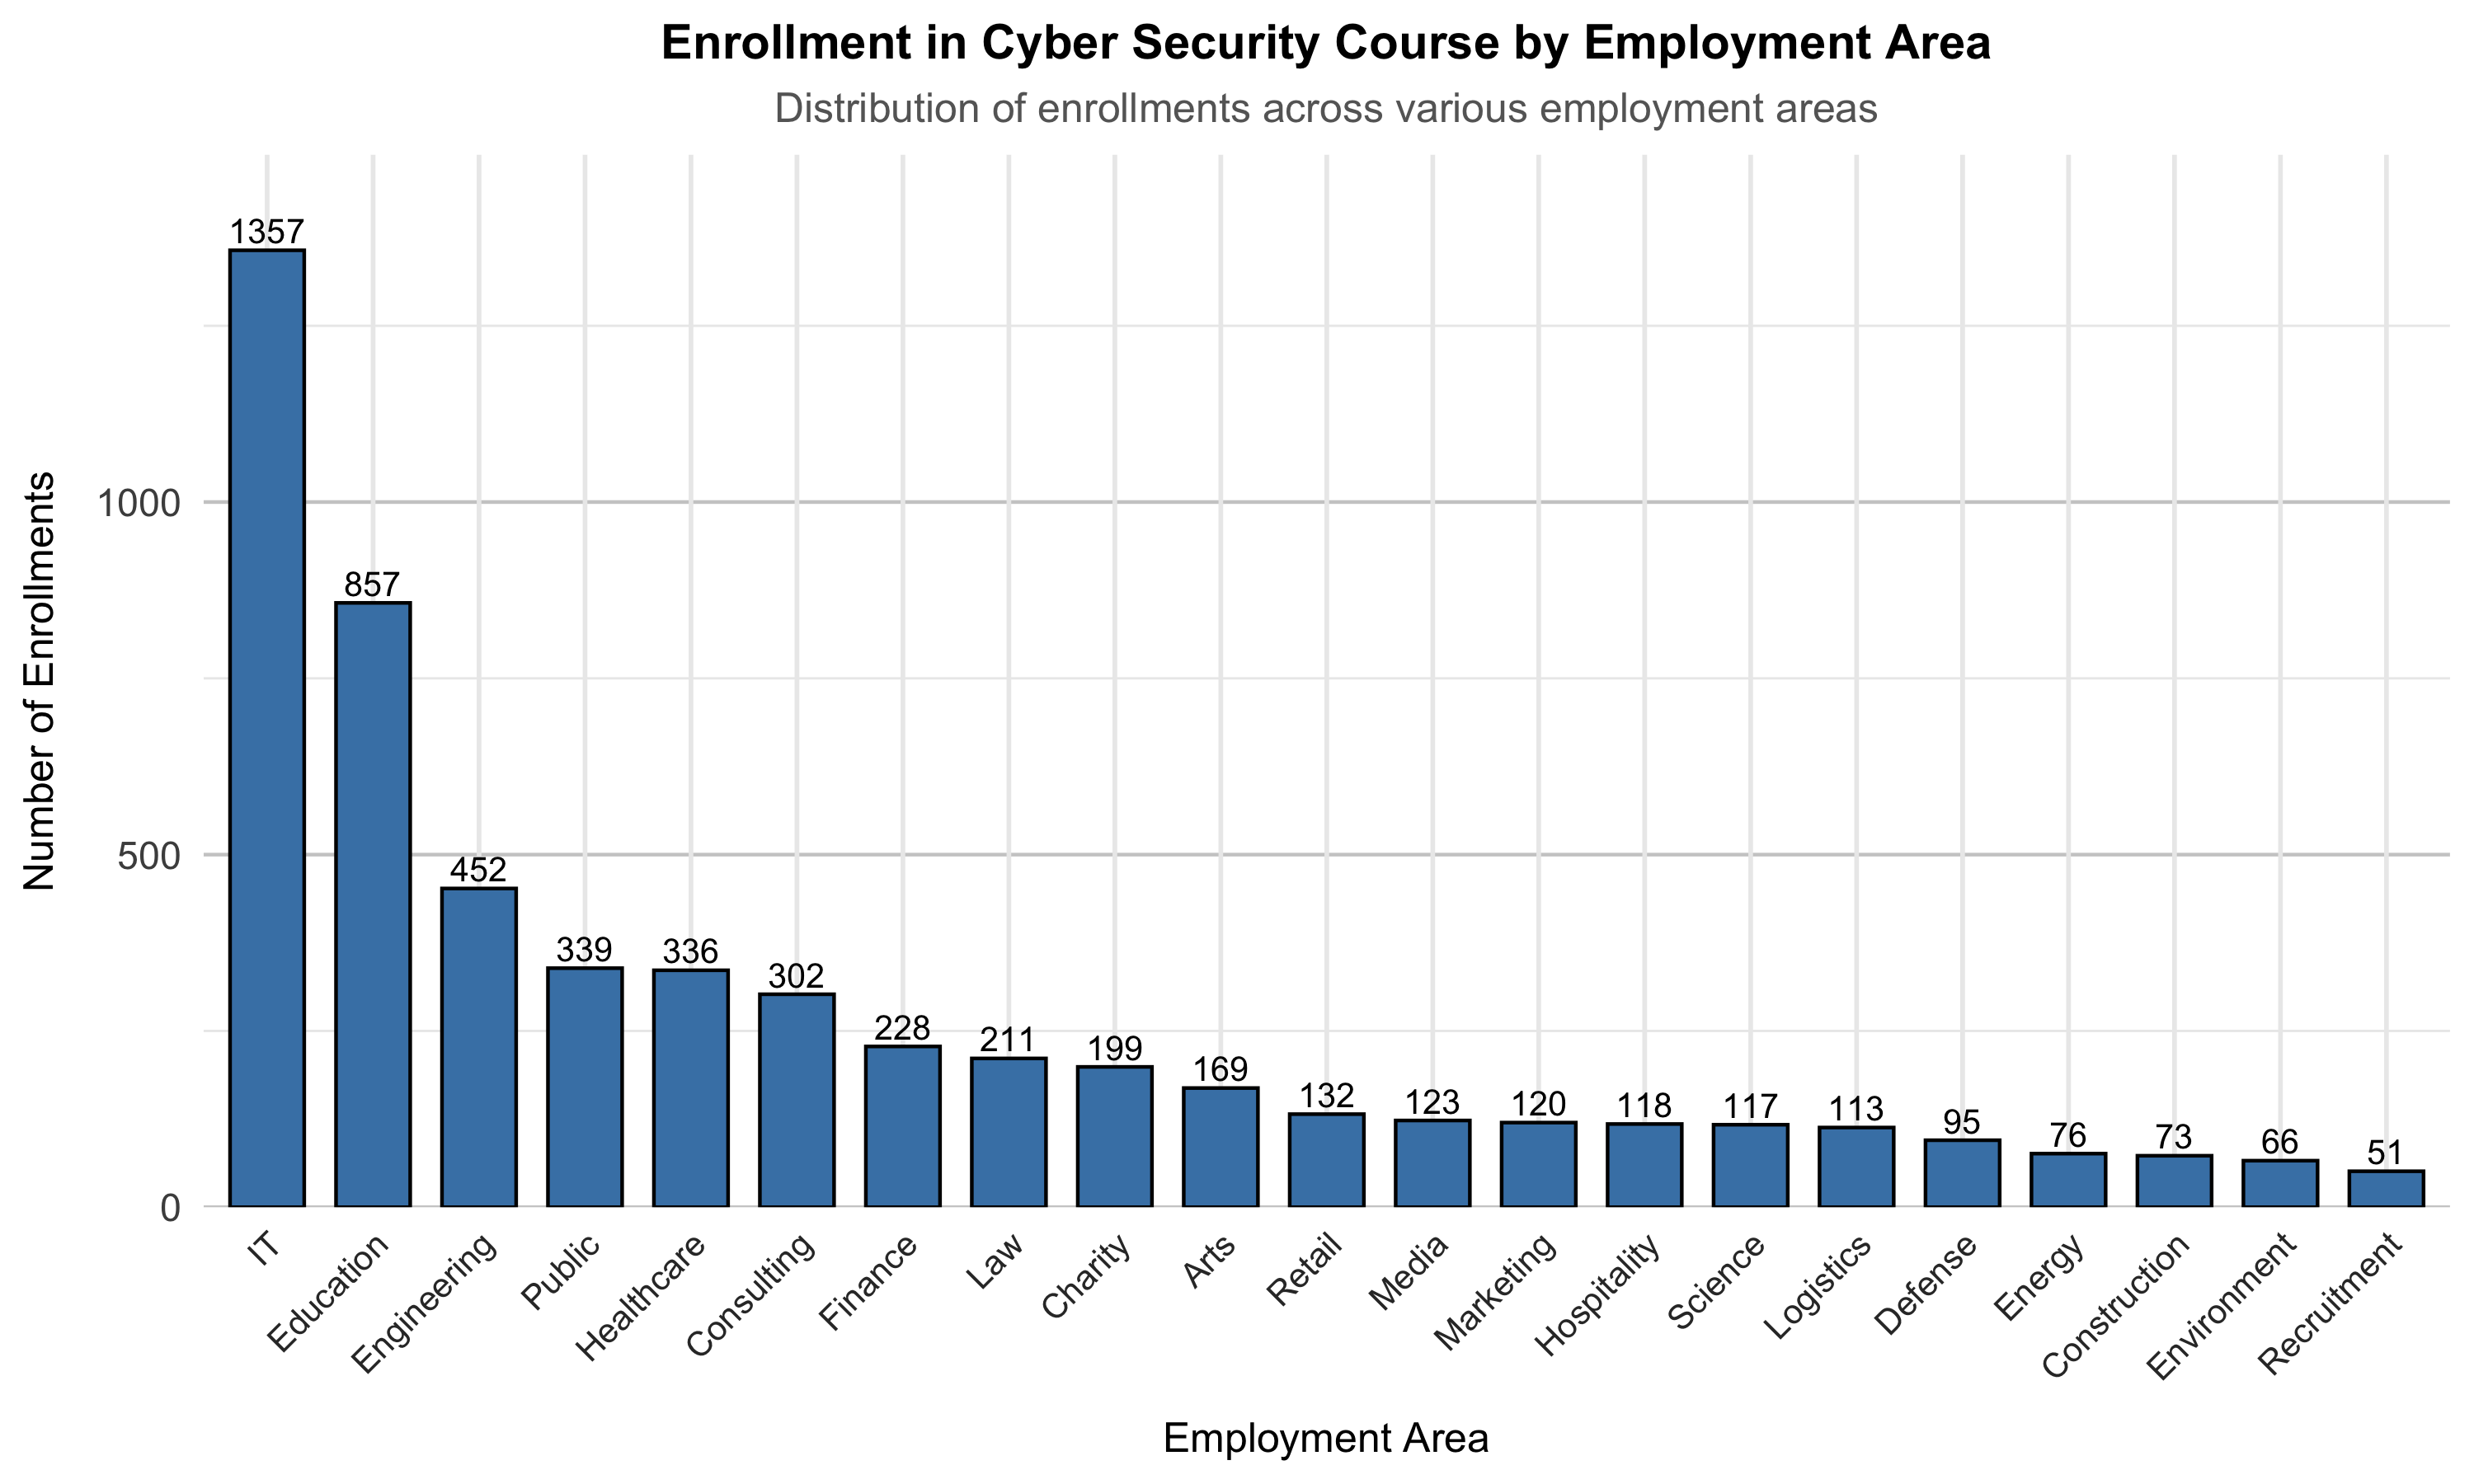 Enrollment in Cyber Security Course by Employment Area
Distribution of enrollments across various employment areas
Number of Enrollments
1000
500
0
1357
857
452
339
336
302
228
211
199
169
132
123
120
118
117
113
95
76
73
66
51
IT
Education
Engineering
Public
Healthcare
Consulting
Finance
Law
Charity
Arts
Retail
Media
Marketing
Hospitality
Science
Logistics
Defense
Energy
Construction
Environment
Recruitment
Employment Area